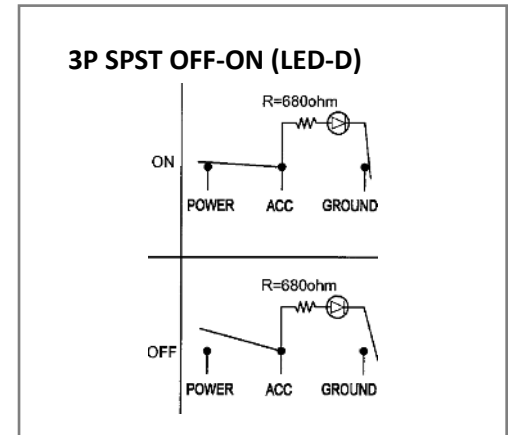 3P SPST OFF-ON (LED-D)
R=680ohm
ON
POWER ACC GROUND
R=680ohm
OFF
POWER ACC GROUND